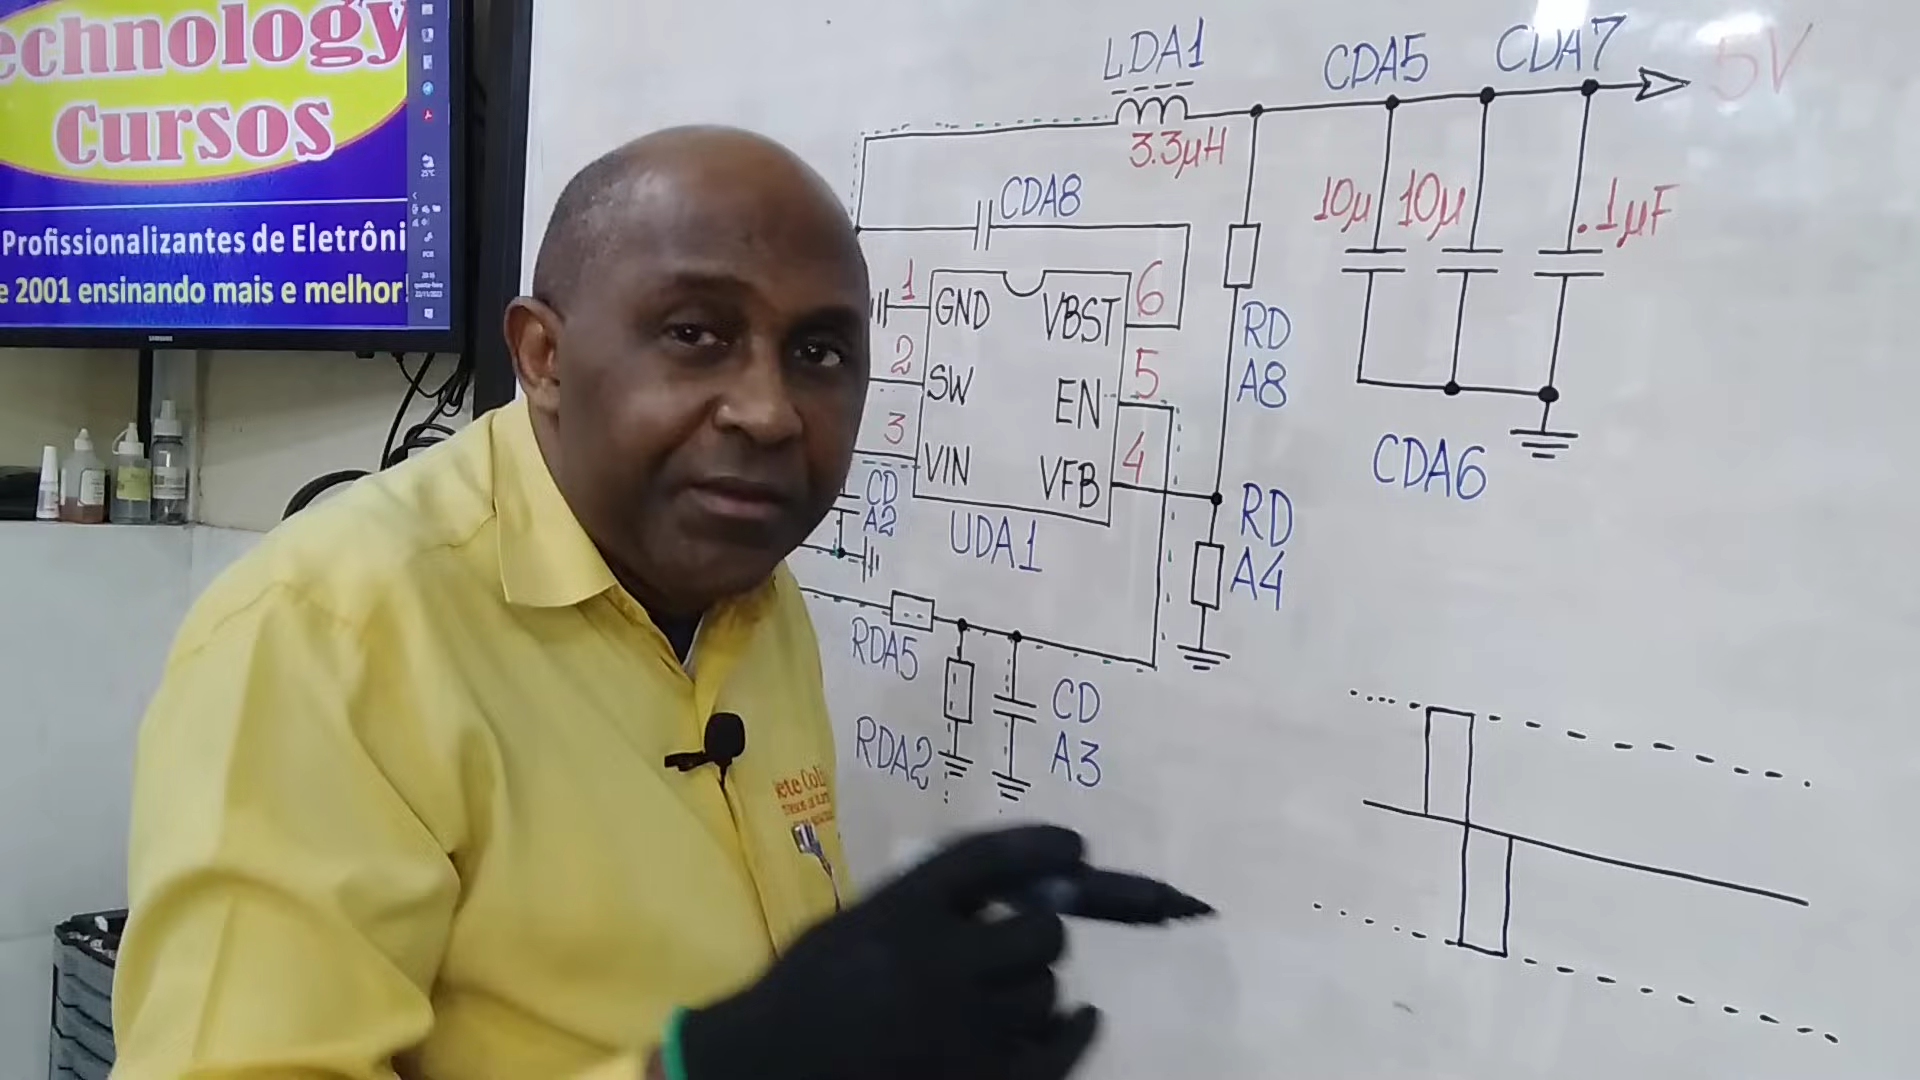 echnology
Cursos
Profissionalizantes de Eletrôni
e 2001 ensinando mais e melhor!
SAMSUNG
25°C
LDA1
3.3µH
CDA5
CDA7
5V
CDA8
10µ
10µ
.1µF
1
GND
VBST
6
2
SW
EN
5
3
VIN
VFB
4
UDA1
RD
A8
RD
A4
CDA6
CD
A2
RDA5
RDA2
CD
A3